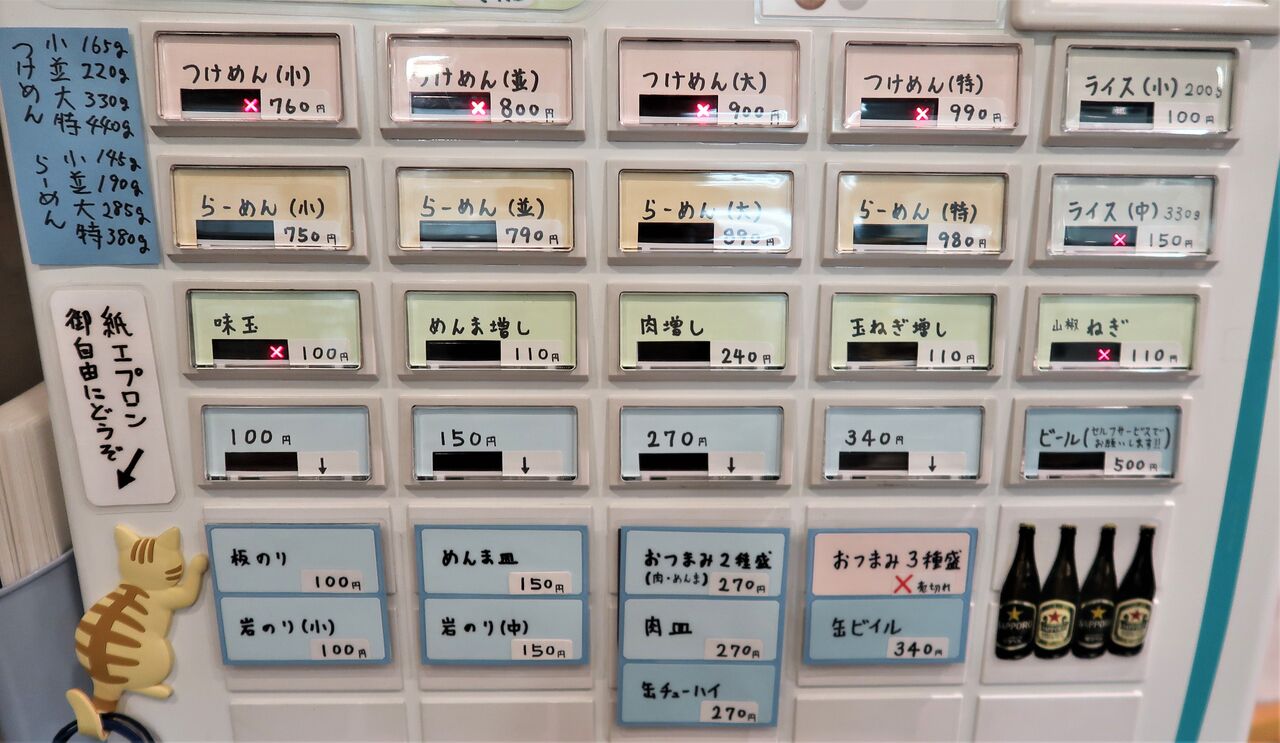 つけめん
小 165g
並 220g
大 330g
特 440g
らーめん
小 145g
並 190g
大 285g
特 380g
つけめん(小)
760円
つけめん(並)
800円
つけめん(大)
900円
つけめん(特)
990円
ライス(小)200g
100円
らーめん(小)
750円
らーめん(並)
790円
らーめん(大)
890円
らーめん(特)
980円
ライス(中)330g
150円
味玉
100円
めんま増し
110円
肉増し
240円
玉ねぎ増し
110円
山椒ねぎ
110円
紙エプロン
御自由にどうぞ
↙
100円
↓
150円
↓
270円
↓
340円
↓
ビール(セルフサービスでお願いします!!)
500円
板のり
100円
岩のり(小)
100円
めんま皿
150円
岩のり(中)
150円
おつまみ2種盛
(肉・めんま) 270円
肉皿
270円
缶チューハイ
270円
おつまみ3種盛
×売切れ
缶ビイル
340円
SAPPORO
SAPPORO